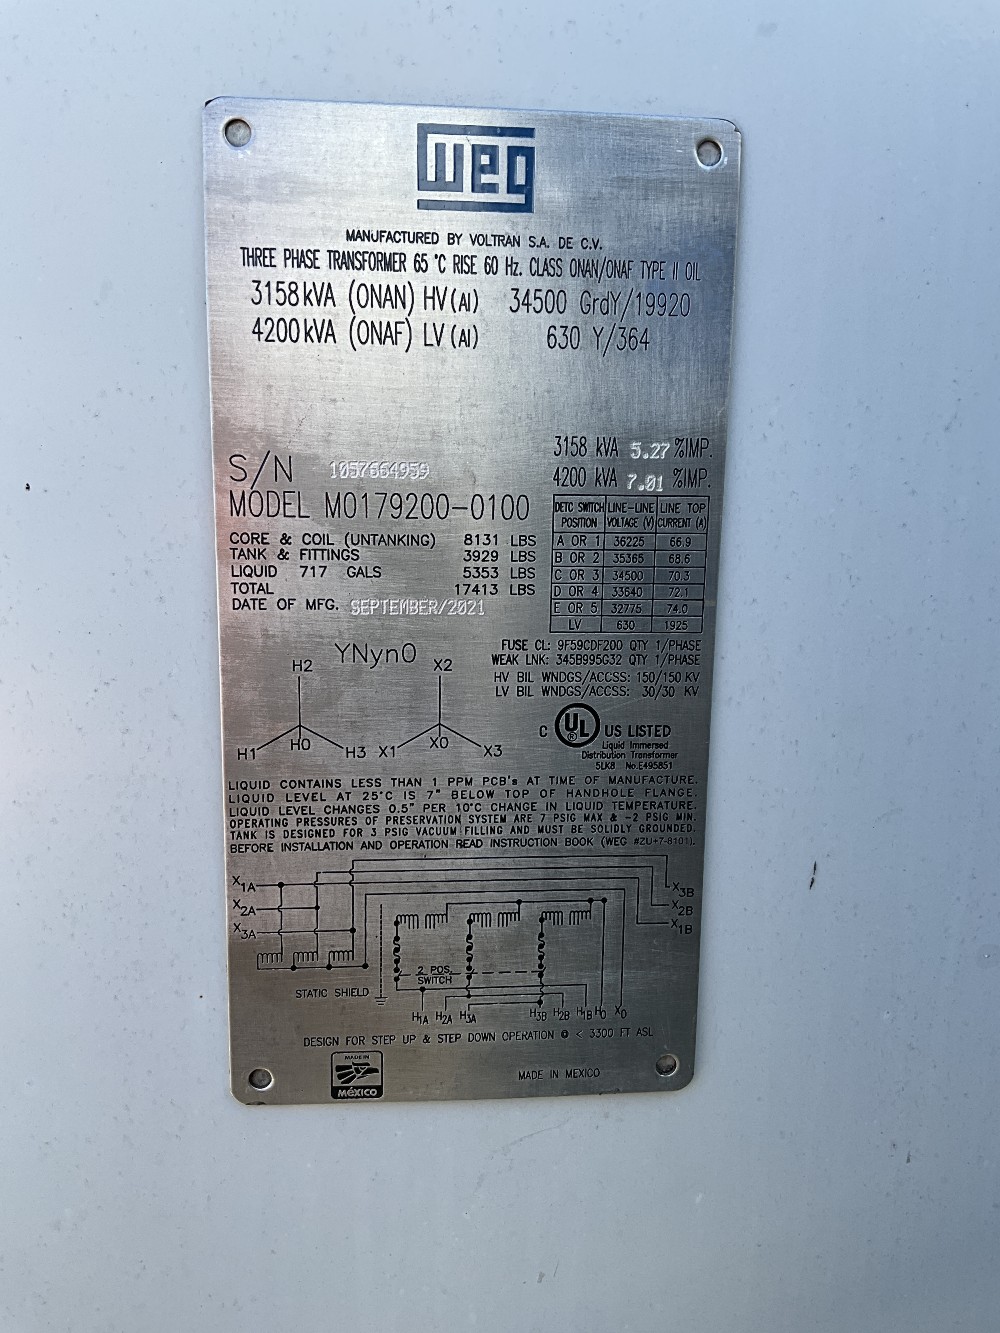 weg
MANUFACTURED BY VOLTRAN S.A. DE C.V.
THREE PHASE TRANSFORMER 65 °C RISE 60 Hz. CLASS ONAN/ONAF TYPE II OIL
3158kVA (ONAN) HV(Al) 34500 GrdY/19920
4200kVA (ONAF) LV(Al) 630 Y/364
3158 kVA 5.27 %IMP.
4200 kVA 7.01 %IMP.
S/N 1057664959
MODEL M0179200-0100
CORE & COIL (UNTANKING) 8131 LBS
TANK & FITTINGS 3929 LBS
LIQUID 717 GALS 5353 LBS
TOTAL 17413 LBS
DATE OF MFG. SEPTEMBER/2021
DETC SWITCH POSITION LINE-LINE VOLTAGE (V) LINE TOP CURRENT (A)
A OR 1 36225 66.9
B OR 2 35365 68.6
C OR 3 34500 70.3
D OR 4 33640 72.1
E OR 5 32775 74.0
LV 630 1925
FUSE CL: 9F59CDF200 QTY 1/PHASE
WEAK LNK: 345B995G32 QTY 1/PHASE
HV BIL WNDGS/ACCSS: 150/150 KV
LV BIL WNDGS/ACCSS: 30/30 KV
YNyn0
H2 X2
H1 H0 H3 X1 X0 X3
C UL ® US LISTED
Liquid Immersed
Distribution Transformer
5LK8 No.E495851
LIQUID CONTAINS LESS THAN 1 PPM PCB's AT TIME OF MANUFACTURE.
LIQUID LEVEL AT 25°C IS 7" BELOW TOP OF HANDHOLE FLANGE.
LIQUID LEVEL CHANGES 0.5" PER 10°C CHANGE IN LIQUID TEMPERATURE.
OPERATING PRESSURES OF PRESERVATION SYSTEM ARE 7 PSIG MAX & -2 PSIG MIN.
TANK IS DESIGNED FOR 3 PSIG VACUUM FILLING AND MUST BE SOLIDLY GROUNDED.
BEFORE INSTALLATION AND OPERATION READ INSTRUCTION BOOK (WEG #ZU+7-8101).
X1A X3B
X2A X2B
X3A X1B
2 POS. SWITCH
STATIC SHIELD
H1A H2A H3A H3B H2B H1B H0 X0
DESIGN FOR STEP UP & STEP DOWN OPERATION @ < 3300 FT ASL
MADE IN
MÉXICO
MADE IN MEXICO